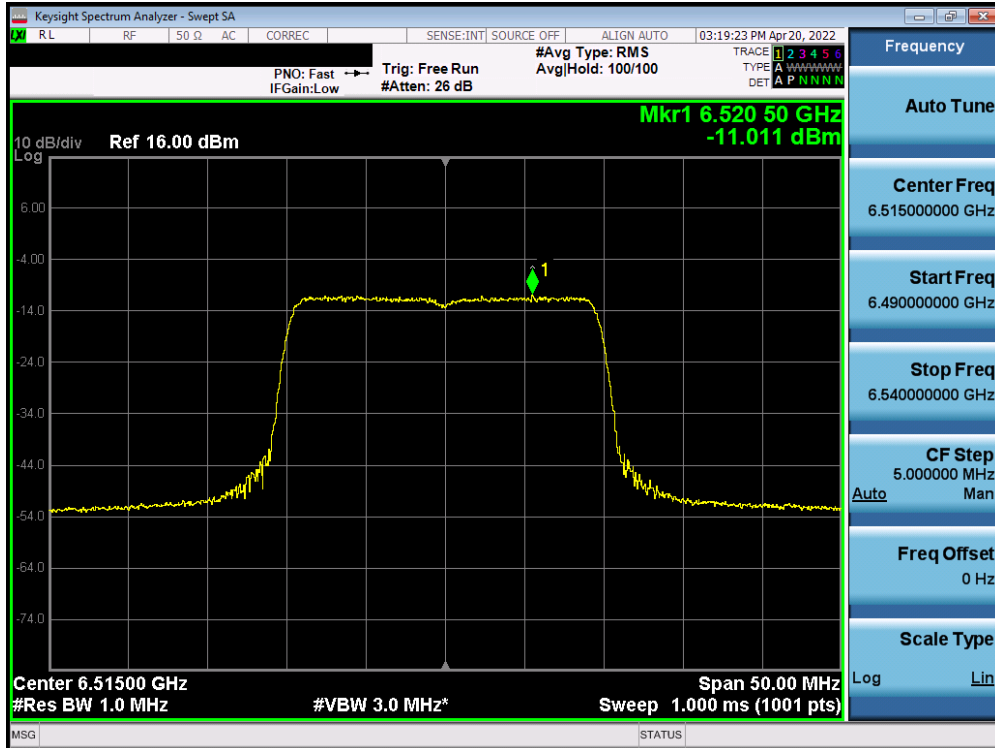 Keysight Spectrum Analyzer - Swept SA
LXI RL RF 50 Ω AC CORREC SENSE:INT SOURCE OFF ALIGN AUTO 03:19:23 PM Apr 20, 2022
PNO: Fast
IFGain:Low
Trig: Free Run
#Atten: 26 dB
#Avg Type: RMS
Avg|Hold: 100/100
TRACE 1 2 3 4 5 6
TYPE A WWWWW
DET A P N N N N
Mkr1 6.520 50 GHz
-11.011 dBm
10 dB/div Ref 16.00 dBm
Log
1
6.00
-4.00
-14.0
-24.0
-34.0
-44.0
-54.0
-64.0
-74.0
Center 6.51500 GHz Span 50.00 MHz
#Res BW 1.0 MHz #VBW 3.0 MHz* Sweep 1.000 ms (1001 pts)
MSG STATUS
Frequency
Auto Tune
Center Freq
6.515000000 GHz
Start Freq
6.490000000 GHz
Stop Freq
6.540000000 GHz
CF Step
5.000000 MHz
Auto Man
Freq Offset
0 Hz
Scale Type
Log Lin